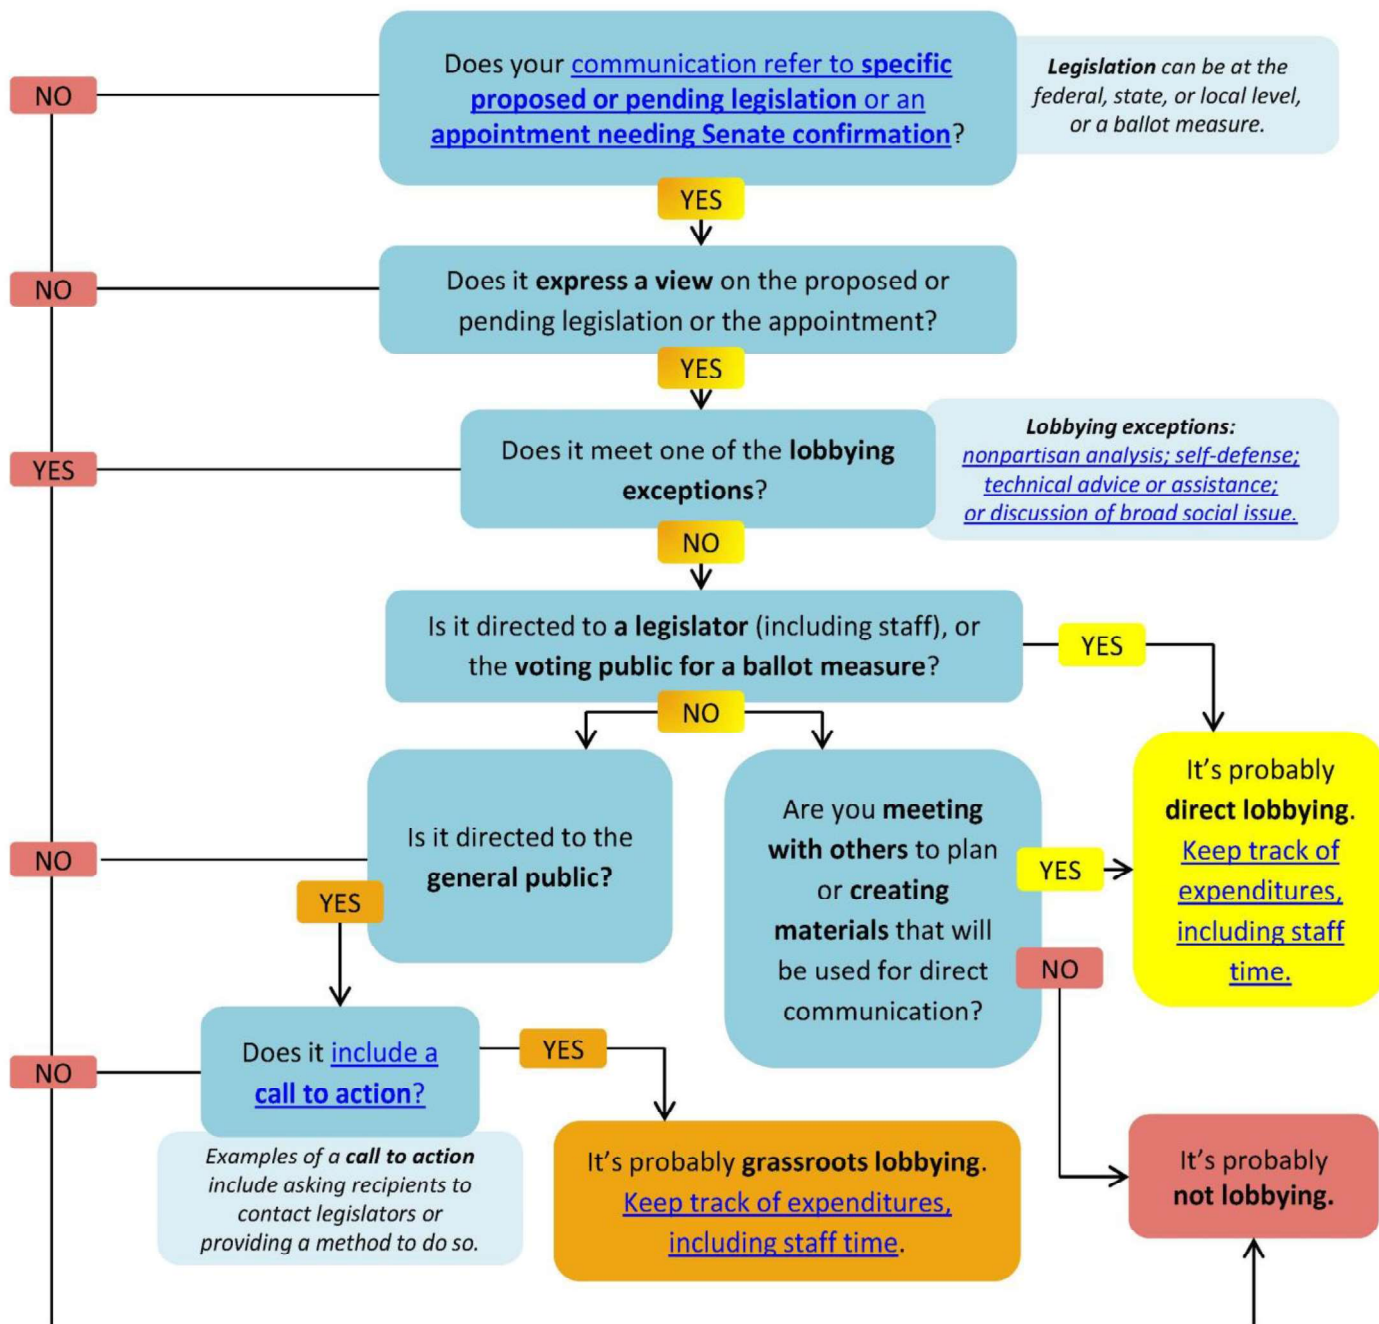 Does your communication refer to specific
proposed or pending legislation or an
appointment needing Senate confirmation?
Legislation can be at the
federal, state, or local level,
or a ballot measure.
NO
YES
Does it express a view on the proposed or
pending legislation or the appointment?
NO
YES
Does it meet one of the lobbying
exceptions?
Lobbying exceptions:
nonpartisan analysis; self-defense;
technical advice or assistance;
or discussion of broad social issue.
YES
NO
Is it directed to a legislator (including staff), or
the voting public for a ballot measure?
YES
NO
Is it directed to the
general public?
NO
YES
Are you meeting
with others to plan
or creating
materials that will
be used for direct
communication?
YES
NO
It's probably
direct lobbying.
Keep track of
expenditures,
including staff
time.
Does it include a
call to action?
NO
YES
Examples of a call to action
include asking recipients to
contact legislators or
providing a method to do so.
It's probably grassroots lobbying.
Keep track of expenditures,
including staff time.
It's probably
not lobbying.